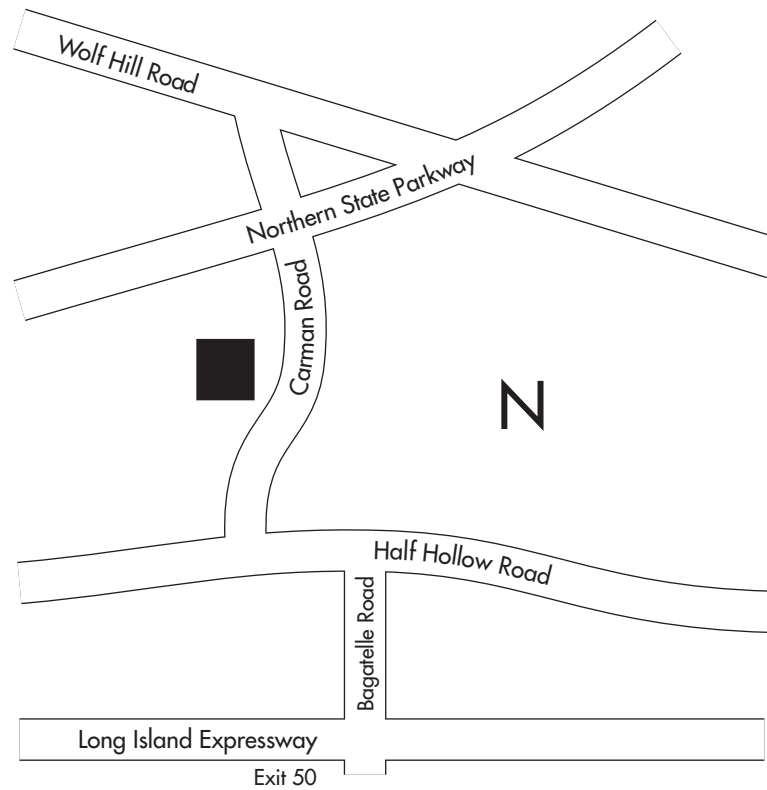 Wolf Hill Road
Northern State Parkway
Carman Road
N
Half Hollow Road
Bagatelle Road
Long Island Expressway
Exit 50